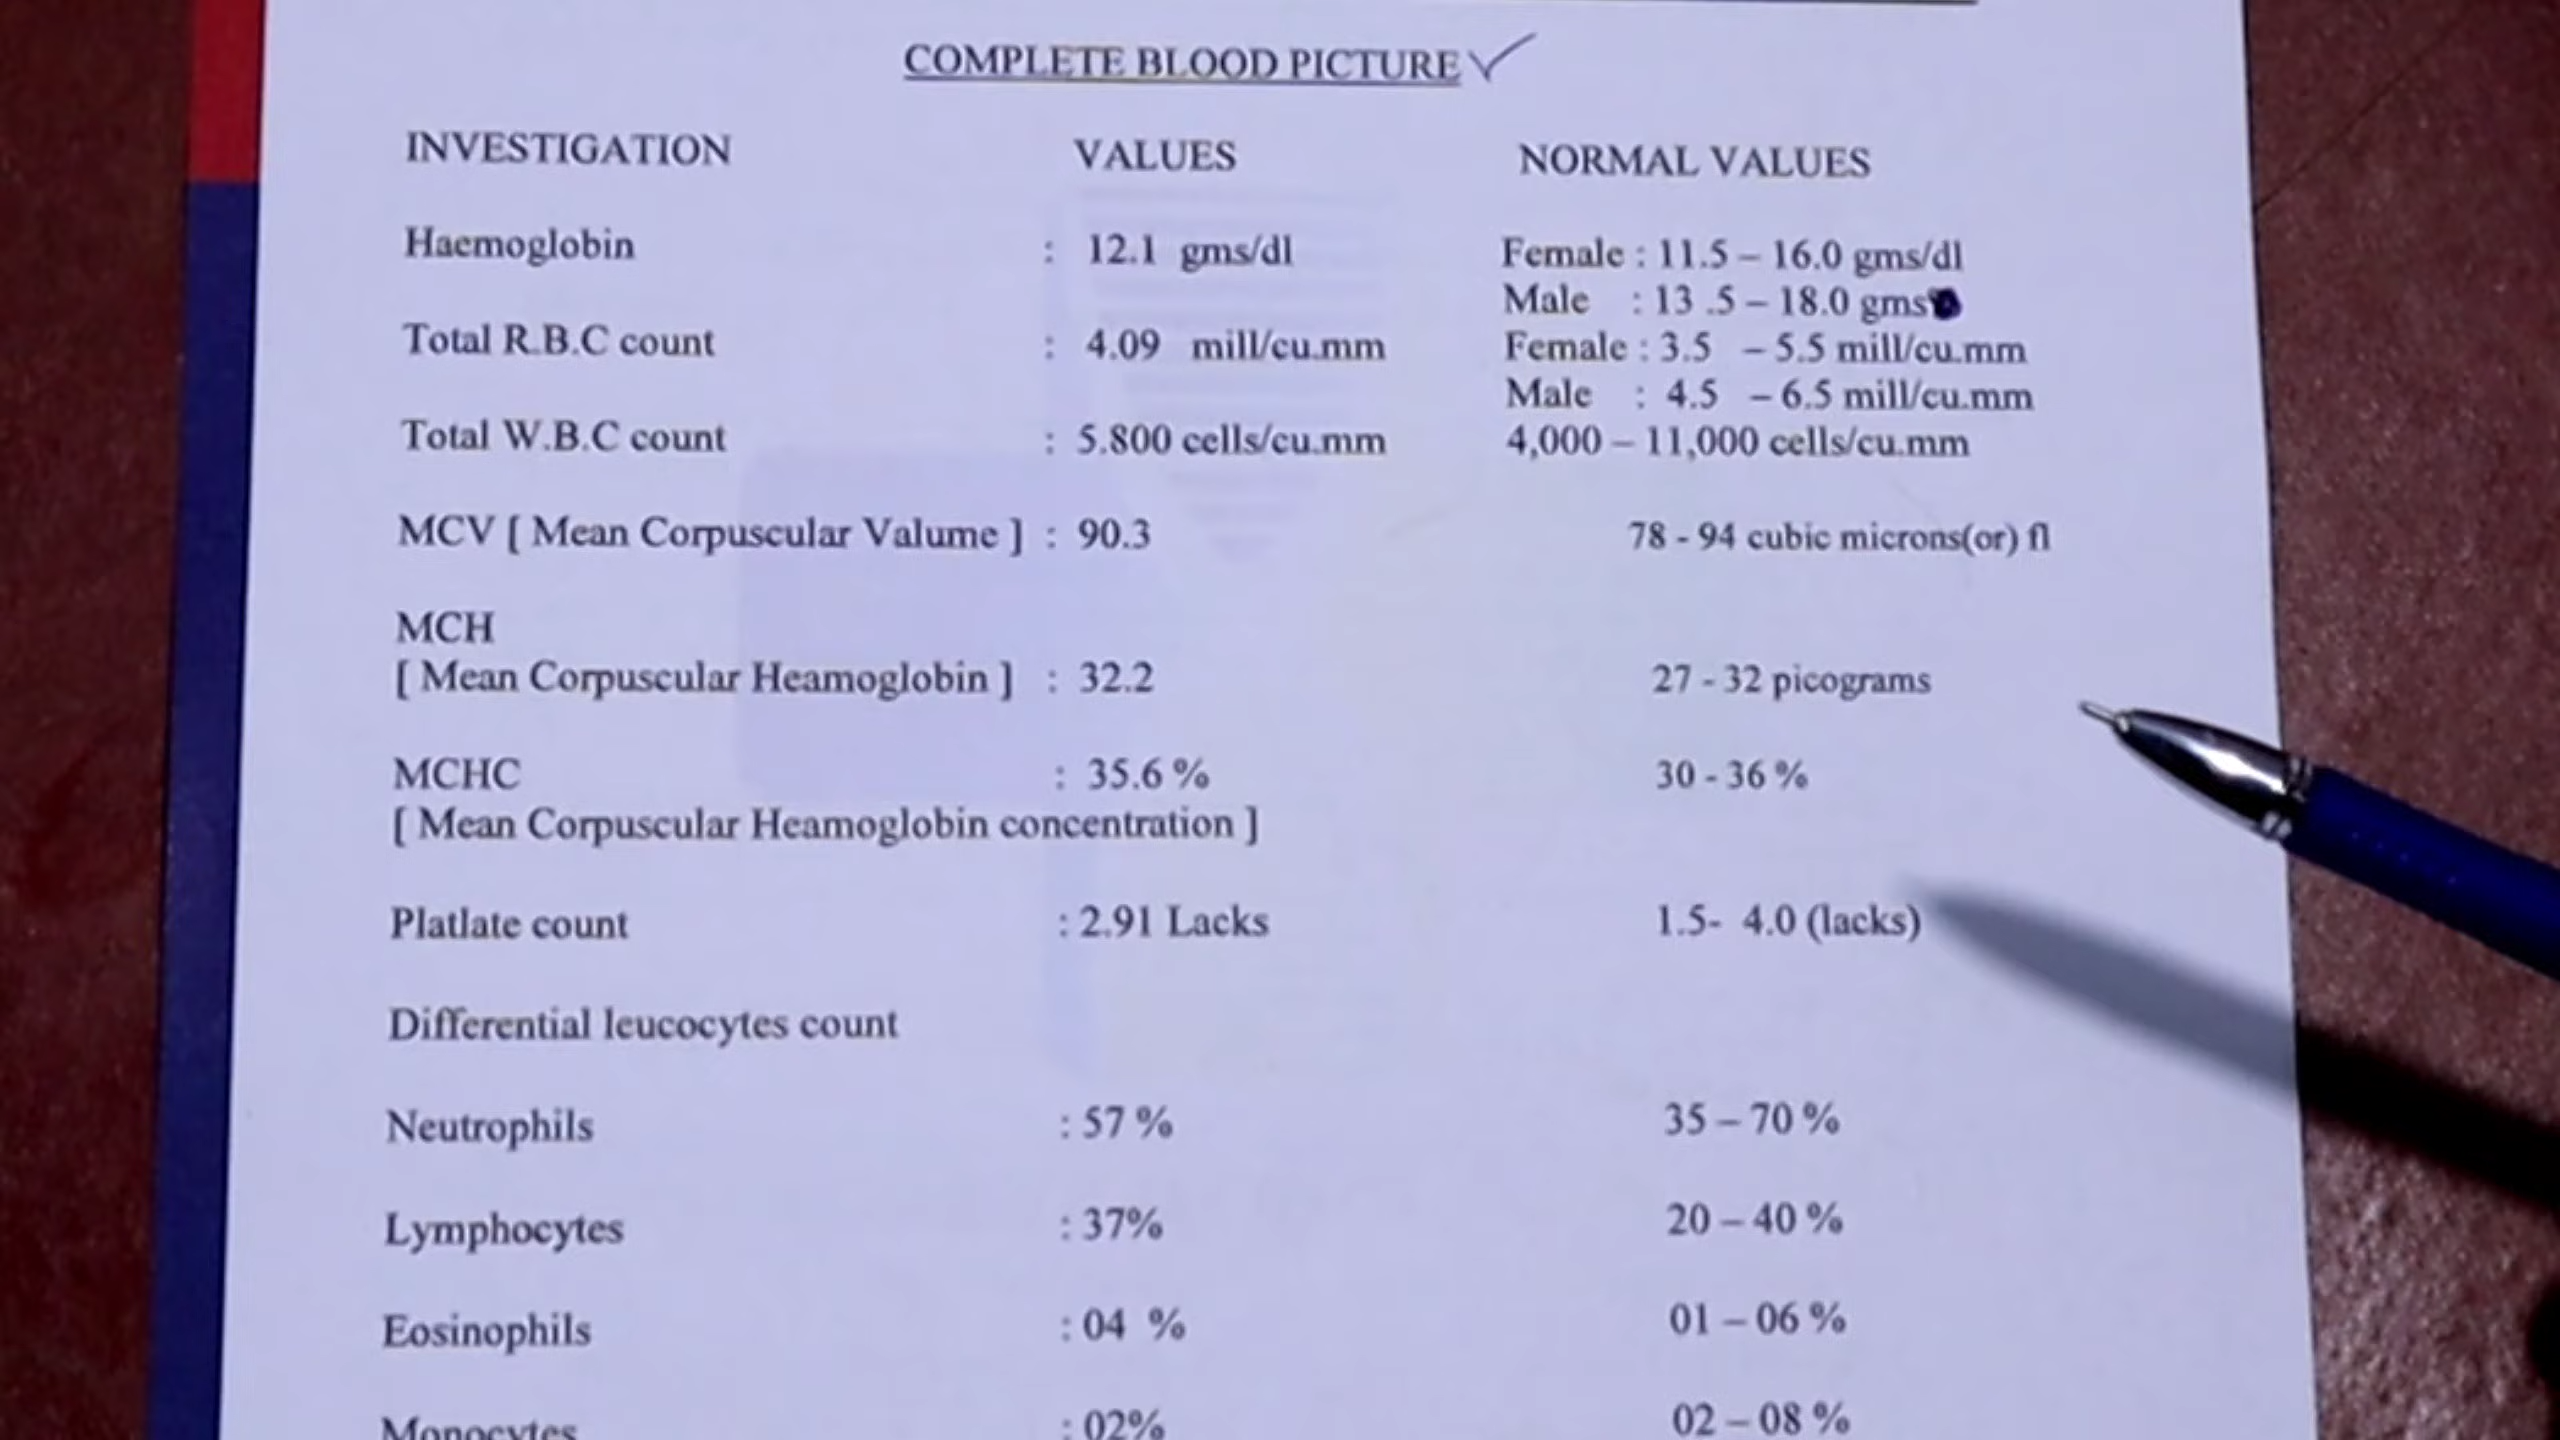 COMPLETE BLOOD PICTURE
INVESTIGATION VALUES NORMAL VALUES
Haemoglobin : 12.1 gms/dl Female : 11.5 – 16.0 gms/dl
Male : 13 .5 – 18.0 gms
Total R.B.C count : 4.09 mill/cu.mm Female : 3.5 – 5.5 mill/cu.mm
Male : 4.5 – 6.5 mill/cu.mm
Total W.B.C count : 5.800 cells/cu.mm 4,000 – 11,000 cells/cu.mm
MCV [ Mean Corpuscular Valume ] : 90.3 78 - 94 cubic microns(or) fl
MCH
[ Mean Corpuscular Heamoglobin ] : 32.2 27 - 32 picograms
MCHC : 35.6 % 30 - 36 %
[ Mean Corpuscular Heamoglobin concentration ]
Platlate count : 2.91 Lacks 1.5- 4.0 (lacks)
Differential leucocytes count
Neutrophils : 57 % 35 – 70 %
Lymphocytes : 37% 20 – 40 %
Eosinophils : 04 % 01 – 06 %
Monocytes : 02% 02 – 08 %